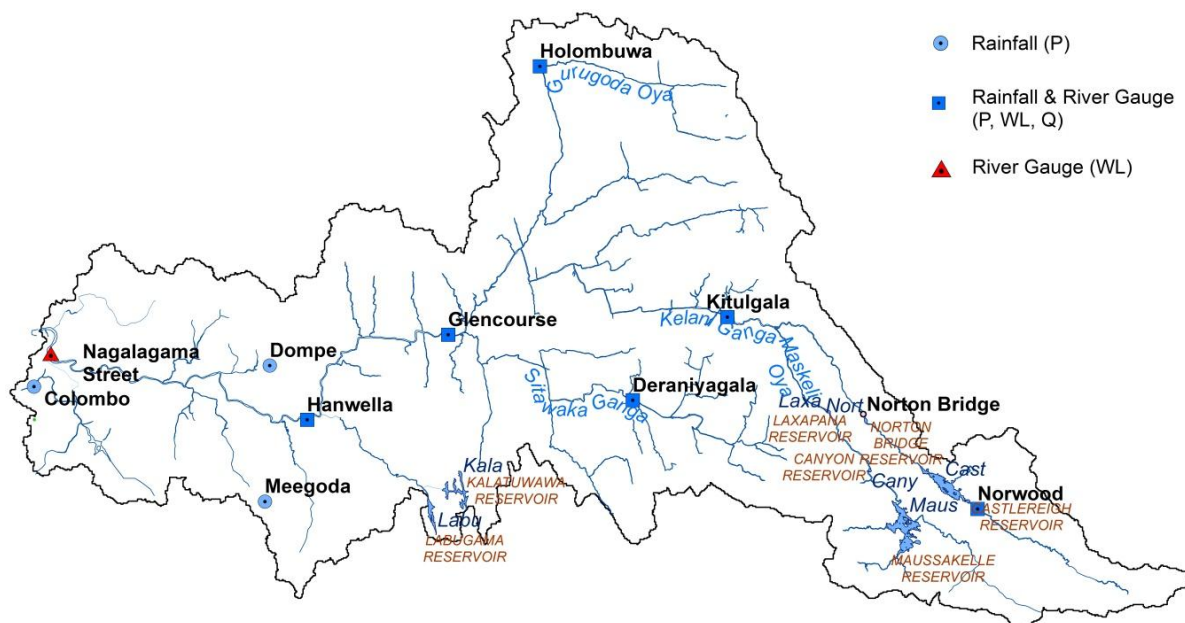 Holombuwa
Gurugoda Oya
Rainfall (P)
Rainfall & River Gauge
(P, WL, Q)
River Gauge (WL)
Kitulgala
Kelani Ganga
Maskeli
Oya
Glencourse
Nagalagama
Street
Dompe
Colombo
Hanwella
Sitawaka Ganga
Deraniyagala
Laxa
Nort
Norton Bridge
LAXAPANA
RESERVOIR
NORTON
BRIDGE
RESERVOIR
CANYON
RESERVOIR
Cany
Cast
Maus
Norwood
ASTLEREIGH
RESERVOIR
MAUSSAKELLE
RESERVOIR
Meegoda
Kala
KALATUWAWA
RESERVOIR
Labu
LABUGAMA
RESERVOIR